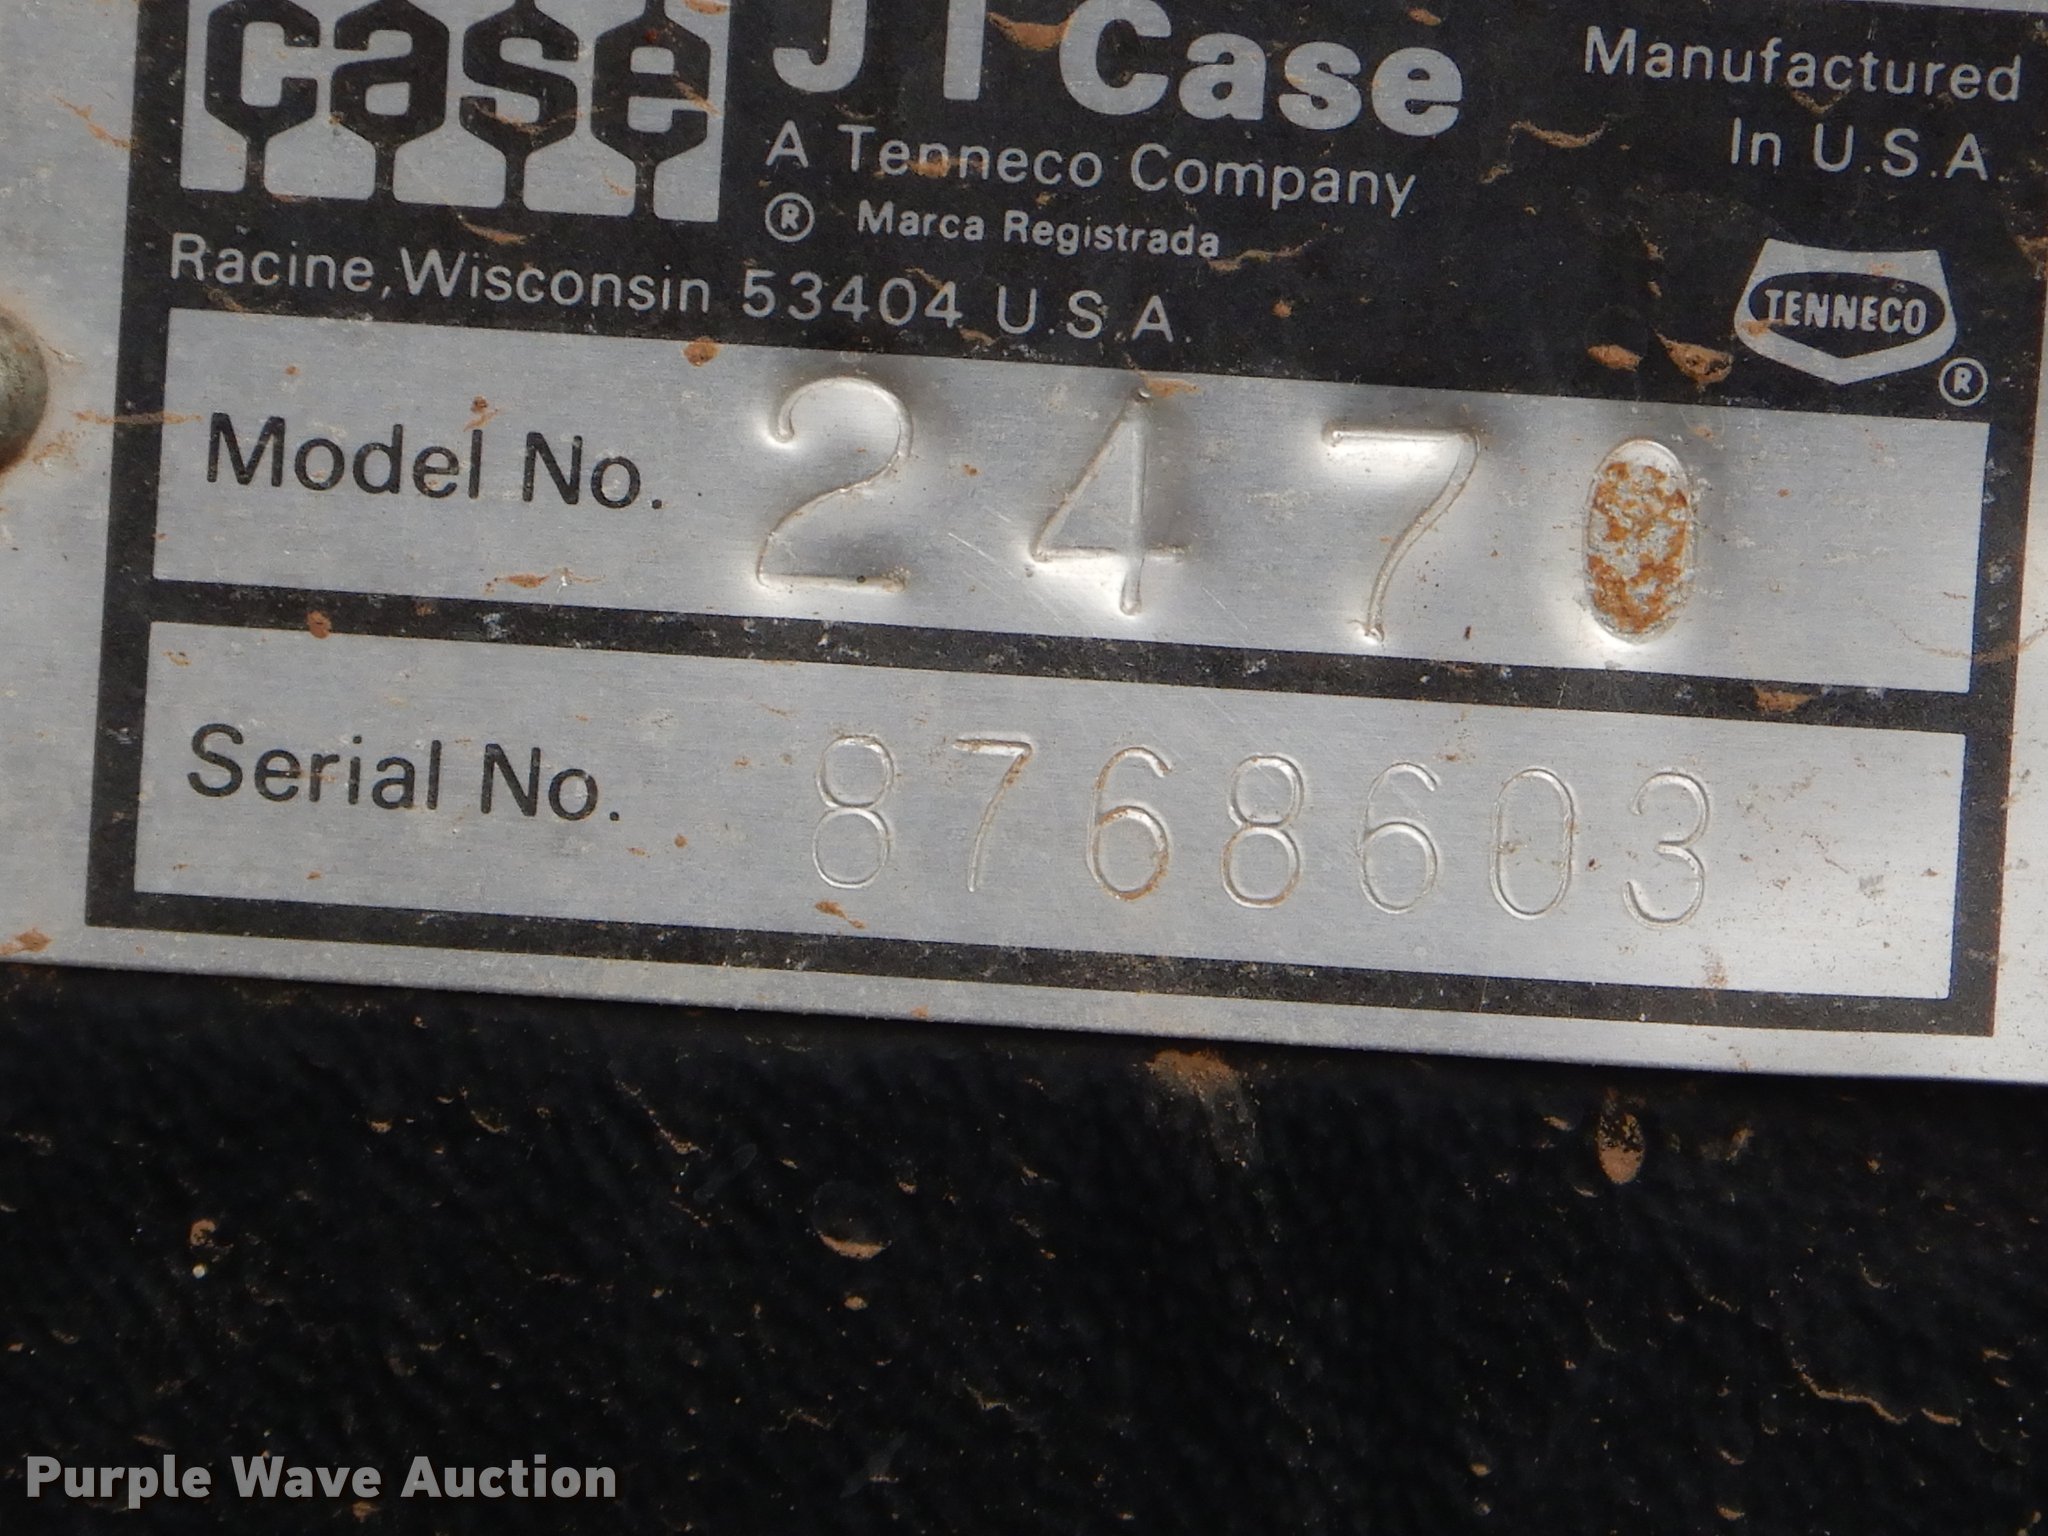 case
J I Case
Manufactured
In U.S.A.
A Tenneco Company
® Marca Registrada
Racine, Wisconsin 53404 U.S.A.
TENNECO
®
Model No. 2470
Serial No. 8768603
Purple Wave Auction